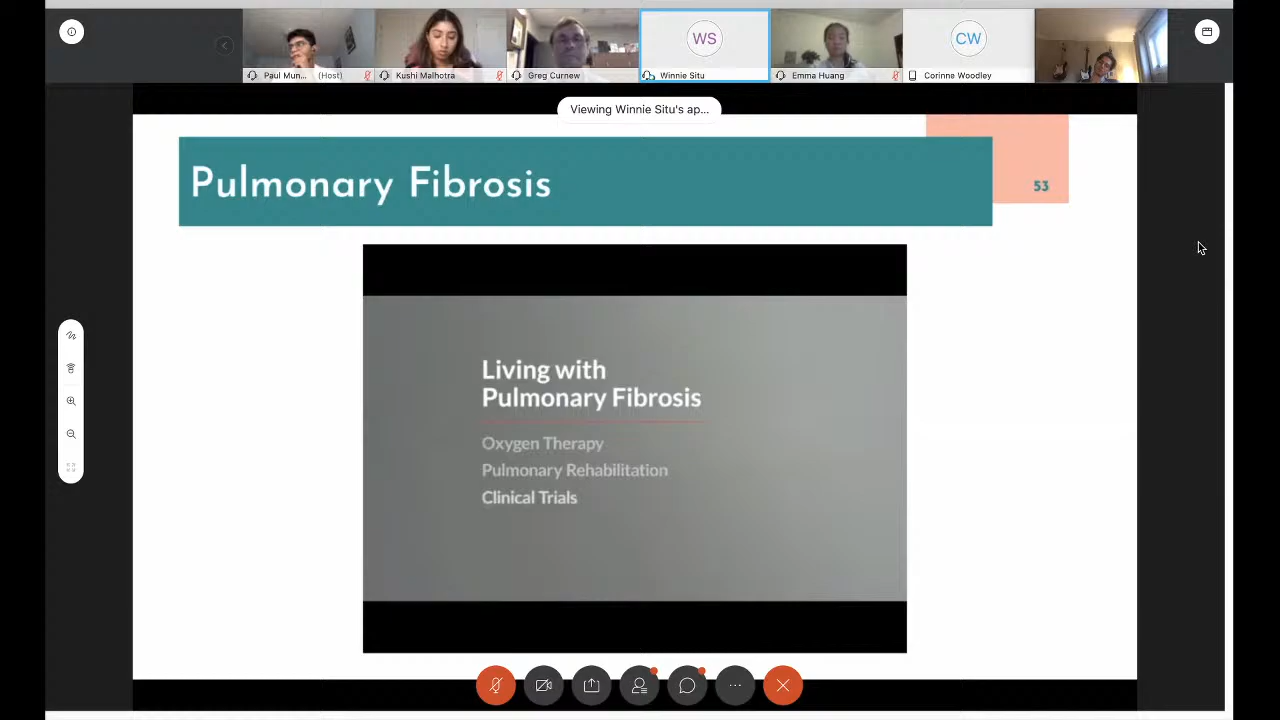 Paul Mun... (Host)
Kushi Malhotra
Greg Curnew
WS
Winnie Situ
Emma Huang
CW
Corinne Woodley
Viewing Winnie Situ's ap...
Pulmonary Fibrosis
53
Living with
Pulmonary Fibrosis
Oxygen Therapy
Pulmonary Rehabilitation
Clinical Trials